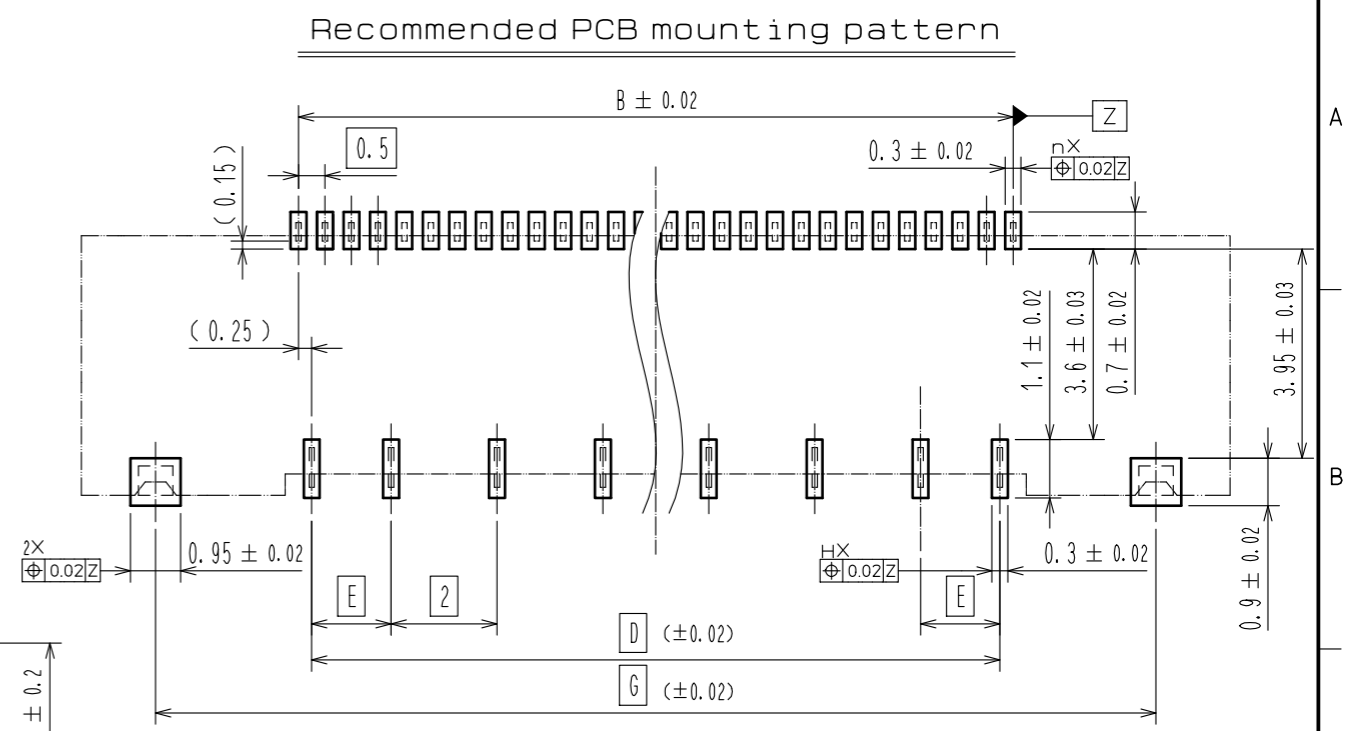 Recommended PCB mounting pattern
B ± 0.02
Z
A
0.5
0.3 ± 0.02
nX
⌖ 0.02 Z
(0.15)
(0.25)
1.1 ± 0.02
3.6 ± 0.03
0.7 ± 0.02
3.95 ± 0.03
B
2X
⌖ 0.02 Z
0.95 ± 0.02
HX
⌖ 0.02 Z
0.3 ± 0.02
0.9 ± 0.02
E
2
E
D (±0.02)
G (±0.02)
± 0.2